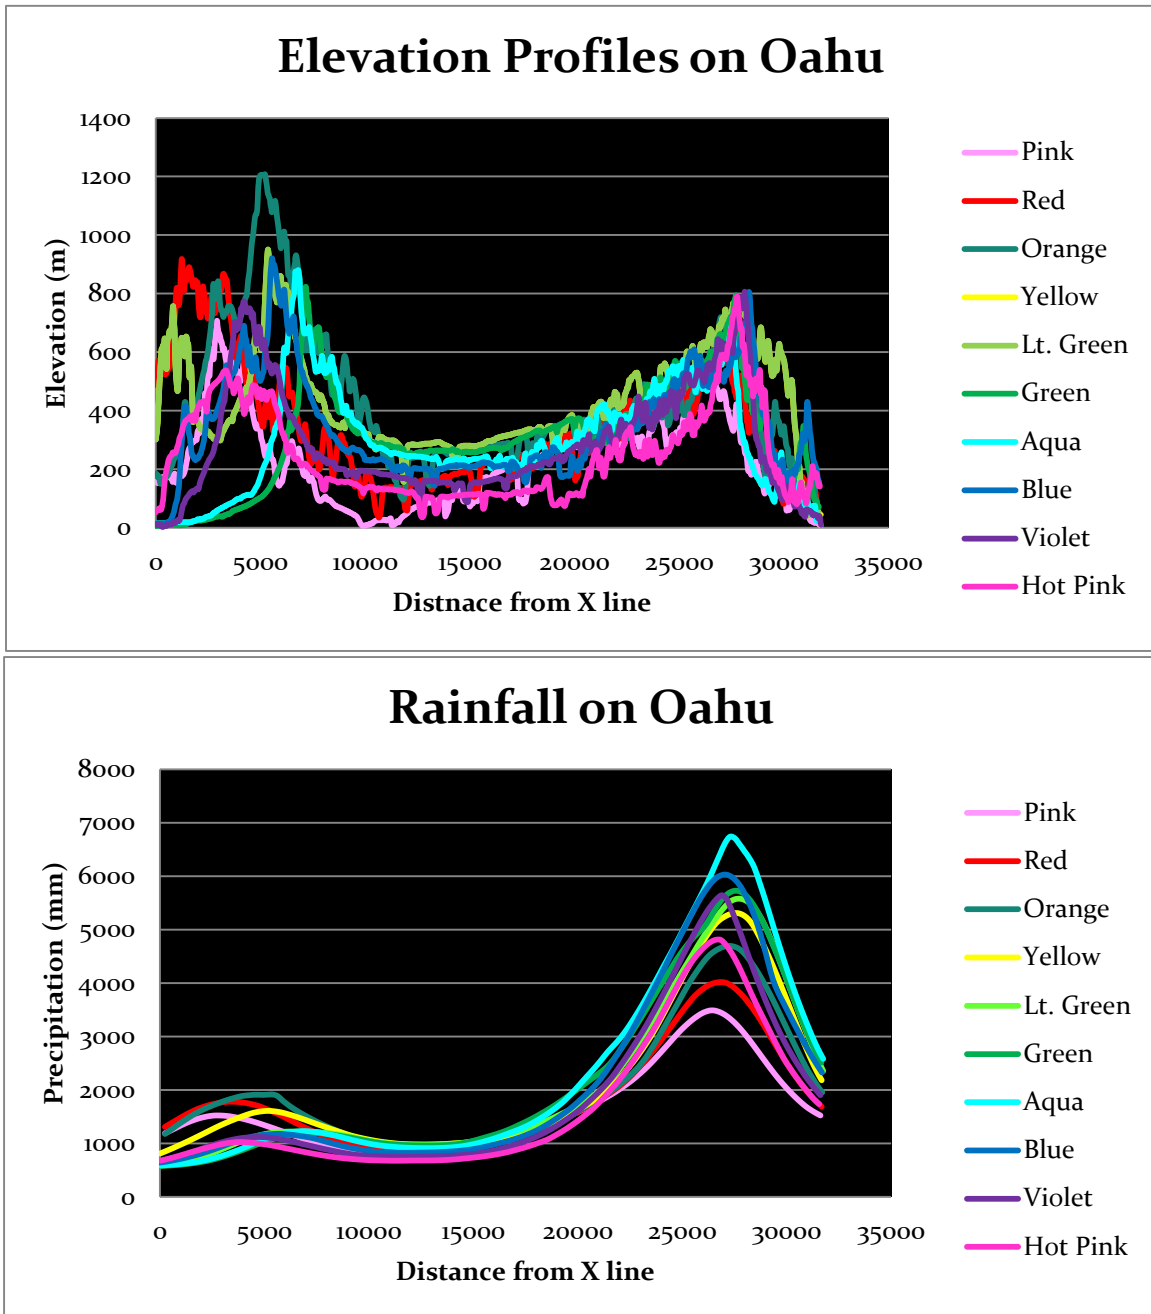 Elevation Profiles on Oahu
1400
1200
1000
800
600
400
200
0
Elevation (m)
0 5000 10000 15000 20000 25000 30000 35000
Distnace from X line
Pink
Red
Orange
Yellow
Lt. Green
Green
Aqua
Blue
Violet
Hot Pink
Rainfall on Oahu
8000
7000
6000
5000
4000
3000
2000
1000
0
Precipitation (mm)
0 5000 10000 15000 20000 25000 30000 35000
Distance from X line
Pink
Red
Orange
Yellow
Lt. Green
Green
Aqua
Blue
Violet
Hot Pink